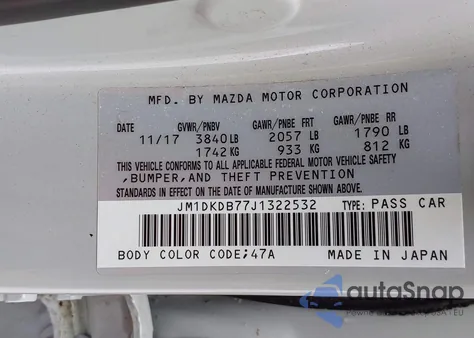 MFD. BY MAZDA MOTOR CORPORATION
DATE GVWR/PNBV GAWR/PNBE FRT GAWR/PNBE RR
11/17 3840LB 2057 LB 1790 LB
1742KG 933 KG 812 KG
THIS VEHICLE CONFORMS TO ALL APPLICABLE FEDERAL MOTOR VEHICLE SAFETY
,BUMPER,AND THEFT PREVENTION
STANDARDS IN EFFECT ON THE DATE OF MANUFACTURE SHOWN ABOVE.
JM1DKDB77J1322532 TYPE: PASS CAR
BODY COLOR CODE;47A MADE IN JAPAN
autoSnap